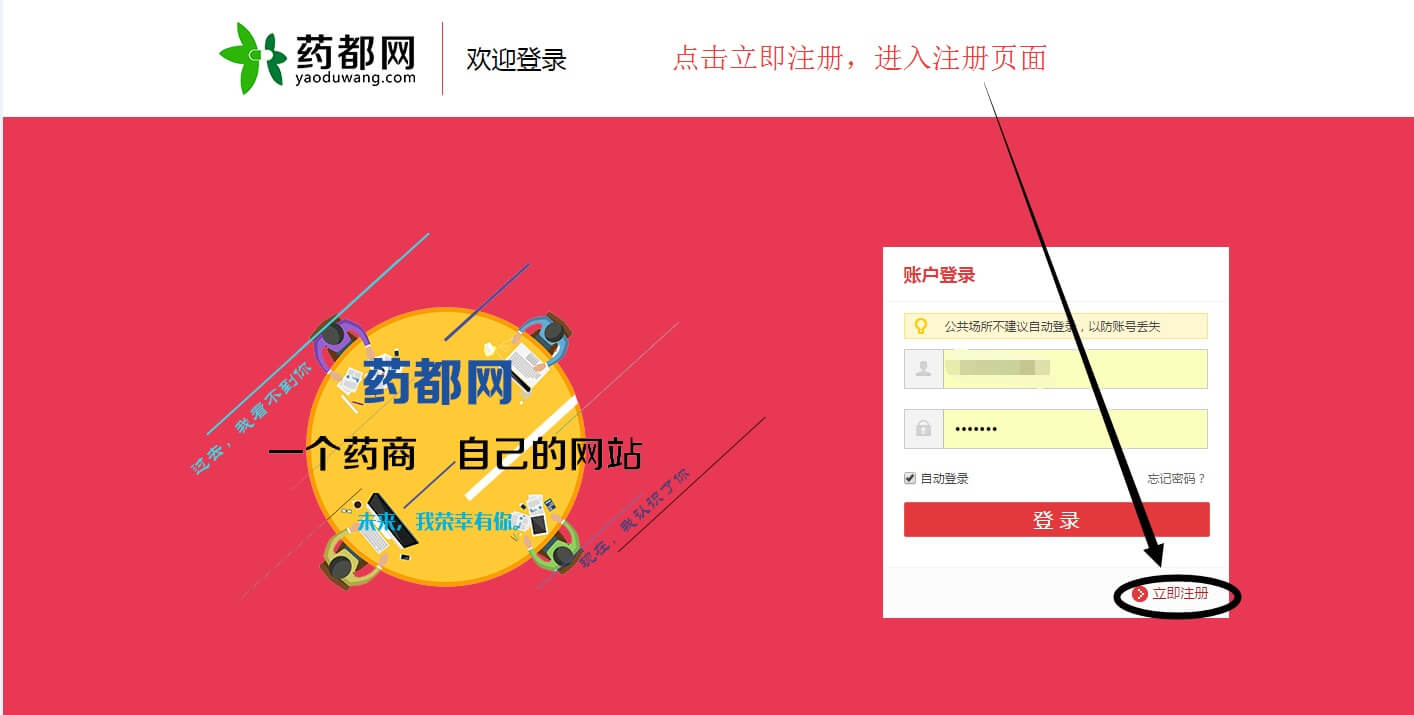 药都网
yaoduwang.com
欢迎登录
点击立即注册，进入注册页面
过去，我看不到你
药都网
一个药商 自己的网站
未来，我荣幸有你。
现在，我认识了你
账户登录
公共场所不建议自动登录，以防账号丢失
•••••••
自动登录
忘记密码？
登录
立即注册